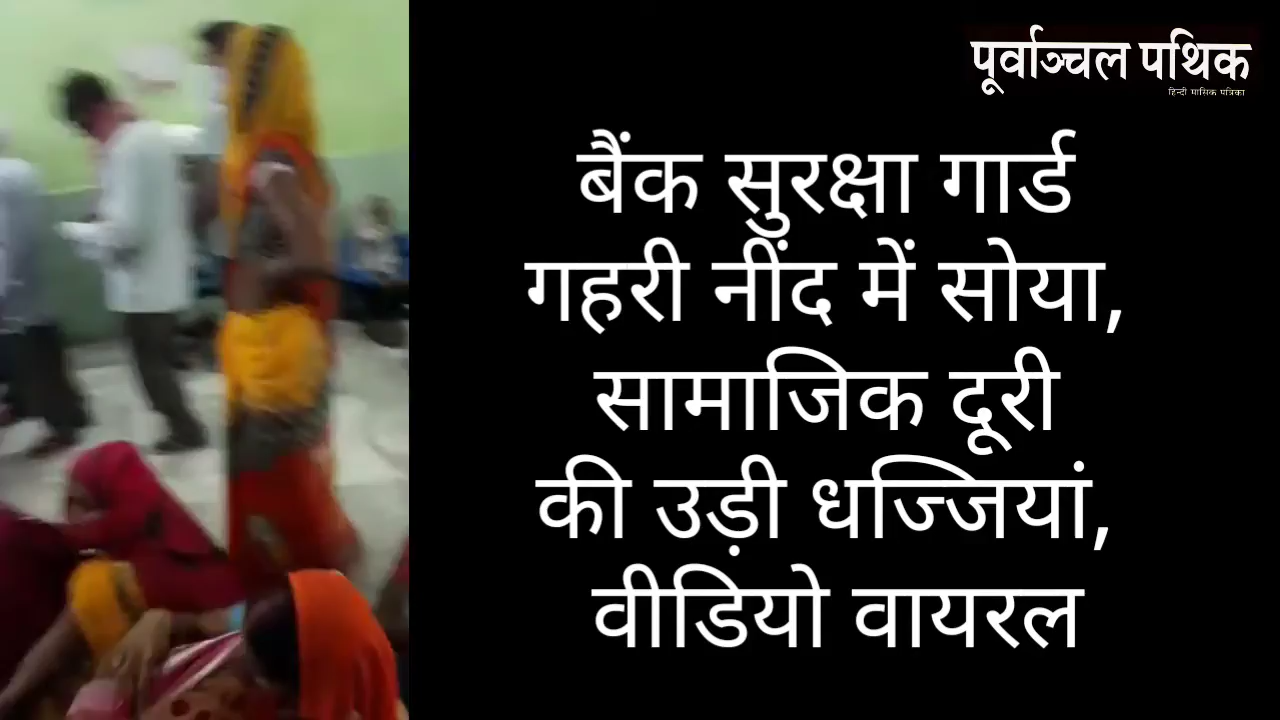 पूर्वाञ्चल पथिक
हिन्दी मासिक पत्रिका
बैंक सुरक्षा गार्ड
गहरी नींद में सोया,
सामाजिक दूरी
की उड़ी धज्जियां,
वीडियो वायरल